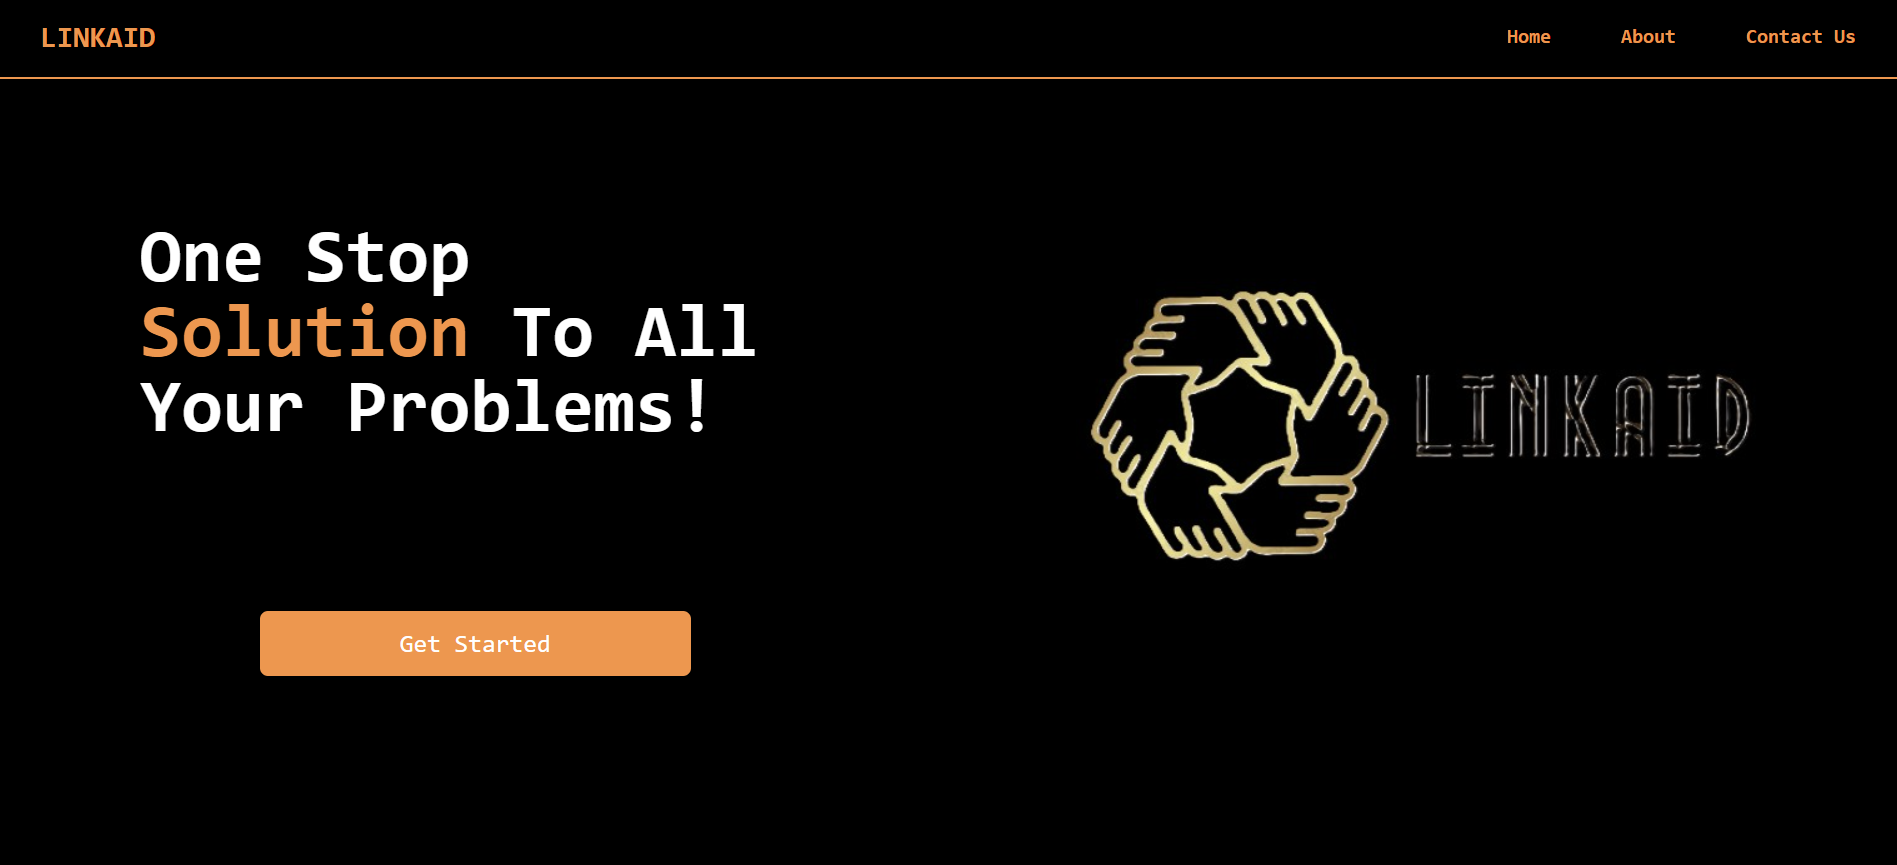 LINKAID
Home About Contact Us
One Stop
Solution To All
Your Problems!
LINKAID
Get Started